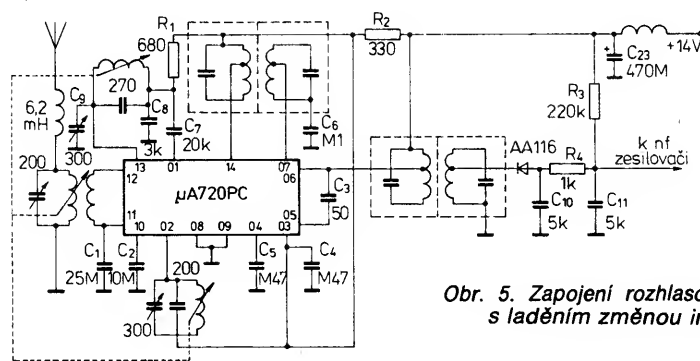 R1
680
R2
330
+14V
C23
470M
R3
220k
C9
270
C8
3k
C7
20k
C6
M1
6,2
mH
200
300
13
01
14
07
12
06
µA720PC
C3
50
11
05
10
02
08
09
04
03
C1
25M
C2
10M
200
C5
M47
C4
M47
300
AA116
R4
1k
C10
5k
C11
5k
k nf
zesilovači
Obr. 5. Zapojení
s laděním změnou